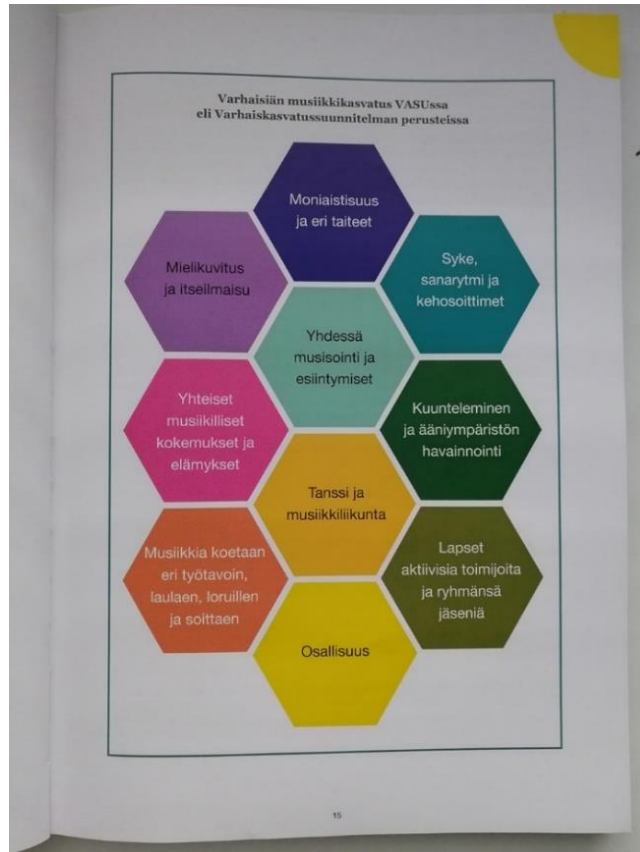 Varhaisiän musiikkikasvatus VASUssa
eli Varhaiskasvatussuunnitelman perusteissa
Moniaistisuus
ja eri taiteet
Mielikuvitus
ja itseilmaisu
Syke,
sanarytmi ja
kehosoittimet
Yhdessä
musisointi ja
esiintymiset
Yhteiset
musiikilliset
kokemukset ja
elämykset
Kuunteleminen
ja ääniympäristön
havainnointi
Tanssi ja
musiikkiliikunta
Musiikkia koetaan
eri työtavoin,
laulaen, loruillen
ja soittaen
Lapset
aktiivisia toimijoita
ja ryhmänsä
jäseniä
Osallisuus
15